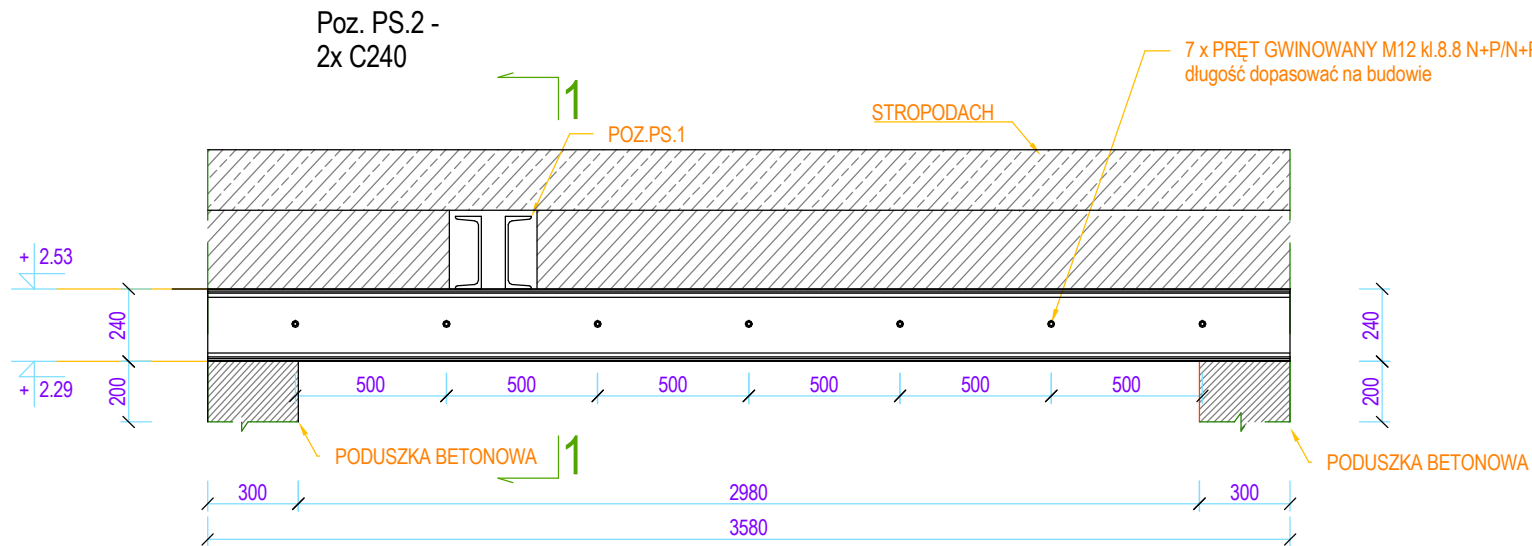 Poz. PS.2 -
2x C240
7 x PRĘT GWINOWANY M12 kl.8.8 N+P/N+
długość dopasować na budowie
1
STROPODACH
POZ.PS.1
+ 2.53
240
240
+ 2.29
200
500
500
500
500
500
500
200
PODUSZKA BETONOWA
1
PODUSZKA BETONOWA
300
2980
300
3580